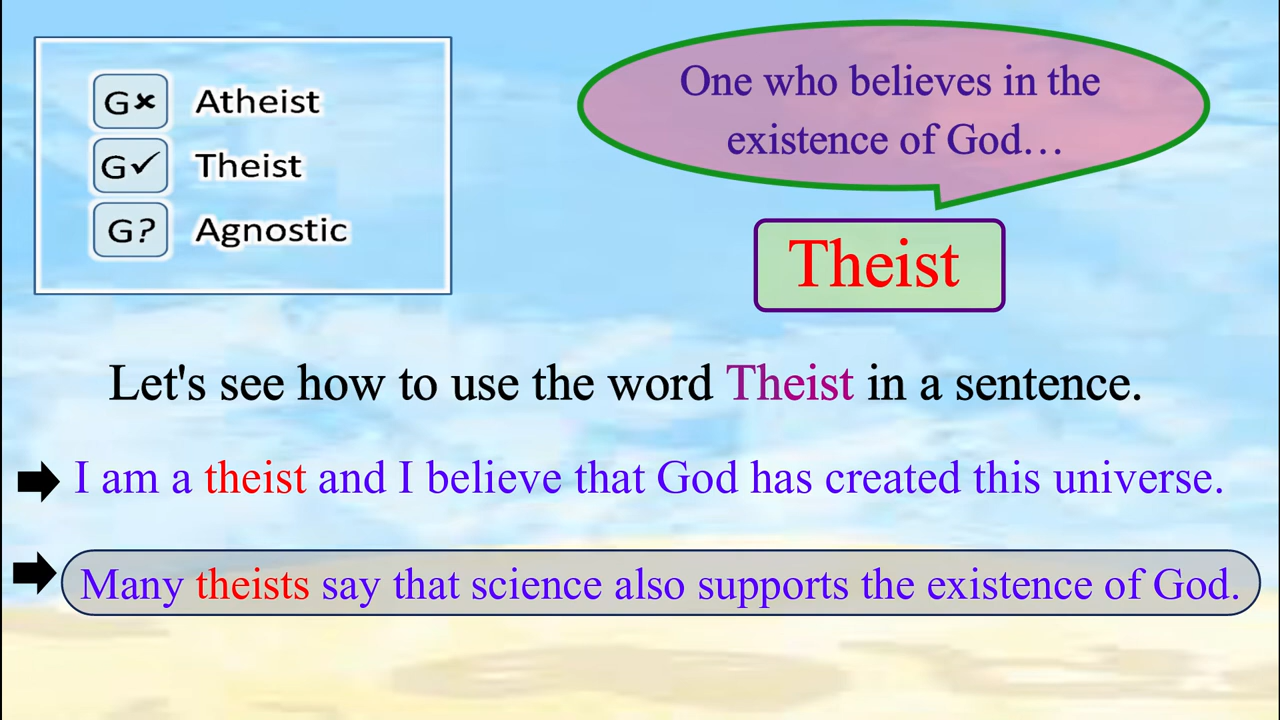 G✗ Atheist
G✓ Theist
G? Agnostic
One who believes in the
existence of God…
Theist
Let's see how to use the word Theist in a sentence.
I am a theist and I believe that God has created this universe.
Many theists say that science also supports the existence of God.